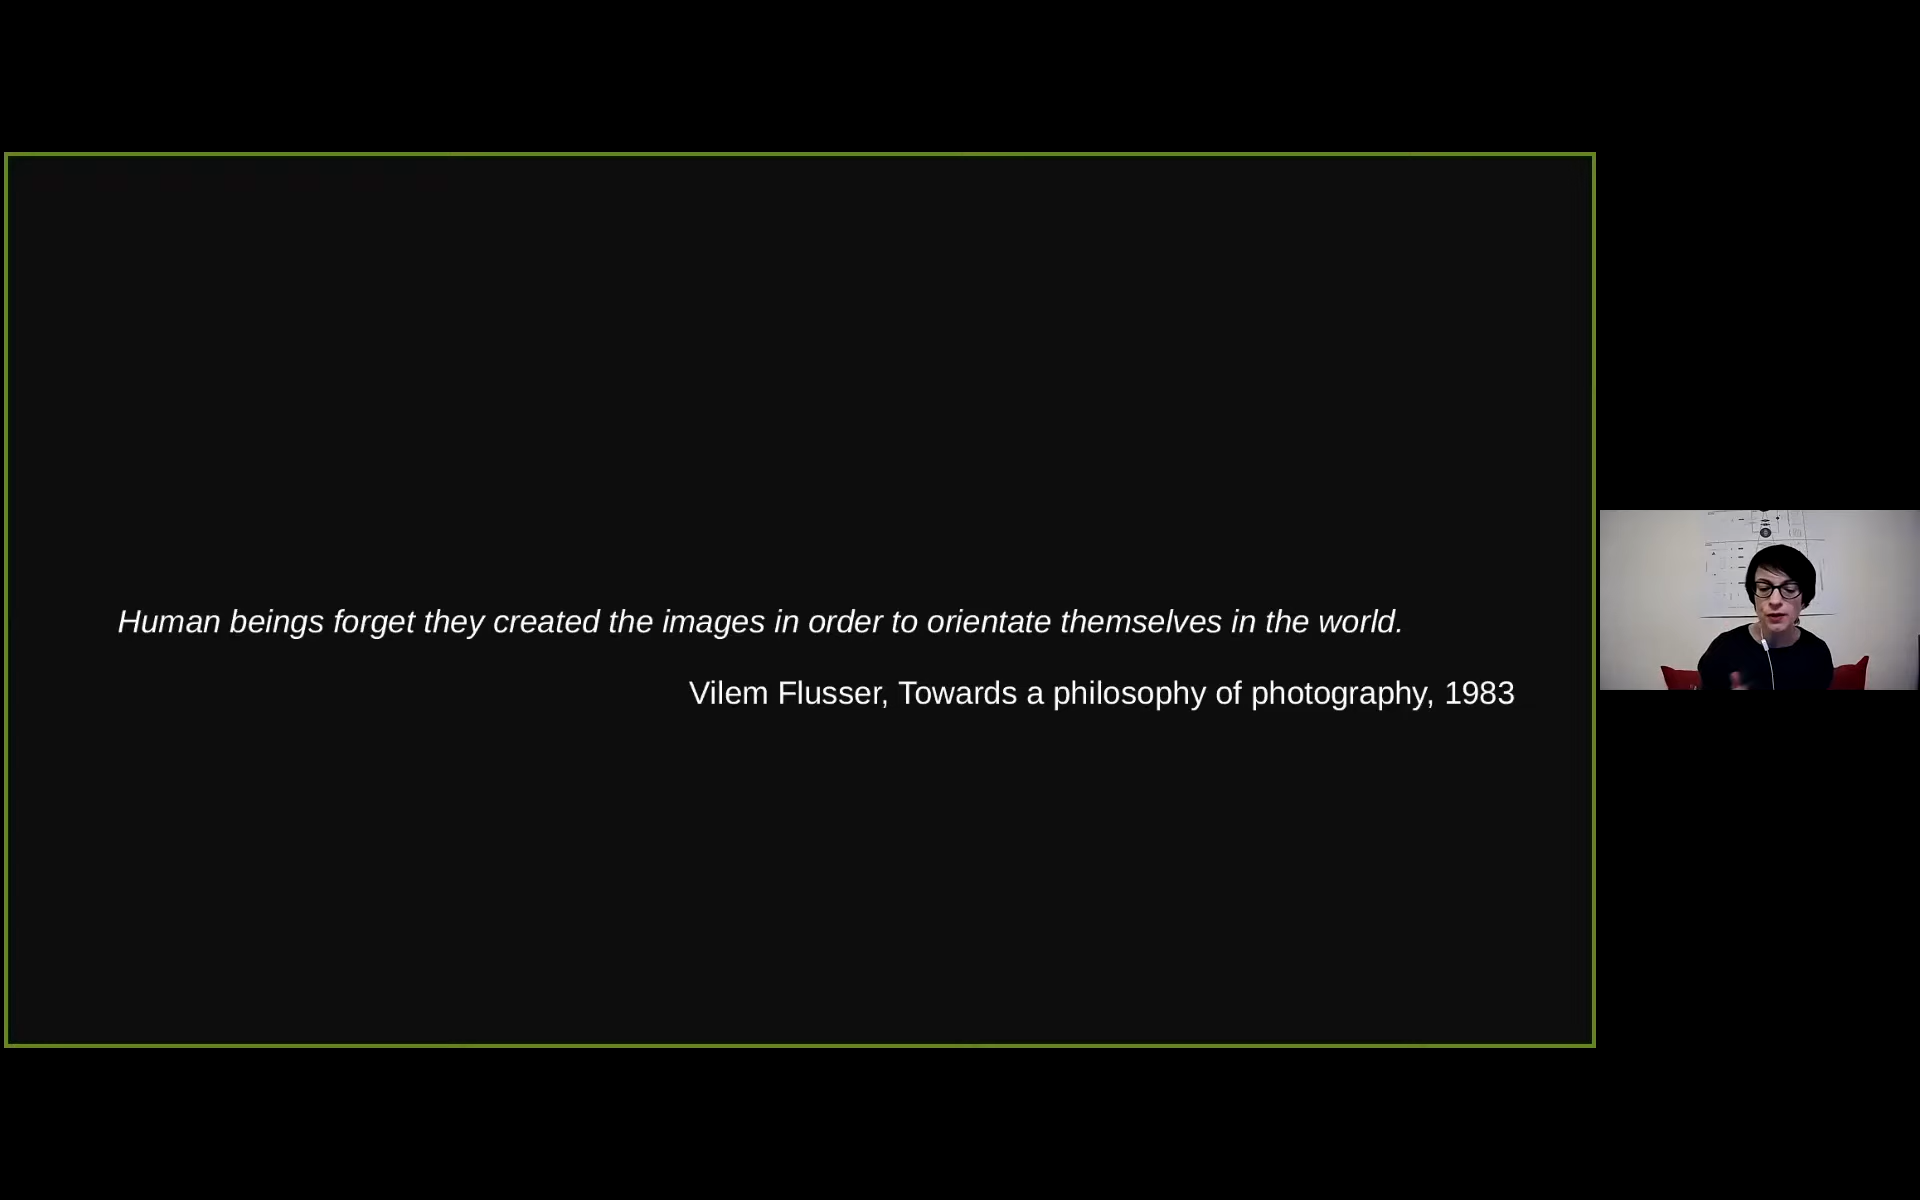 Human beings forget they created the images in order to orientate themselves in the world.
Vilem Flusser, Towards a philosophy of photography, 1983